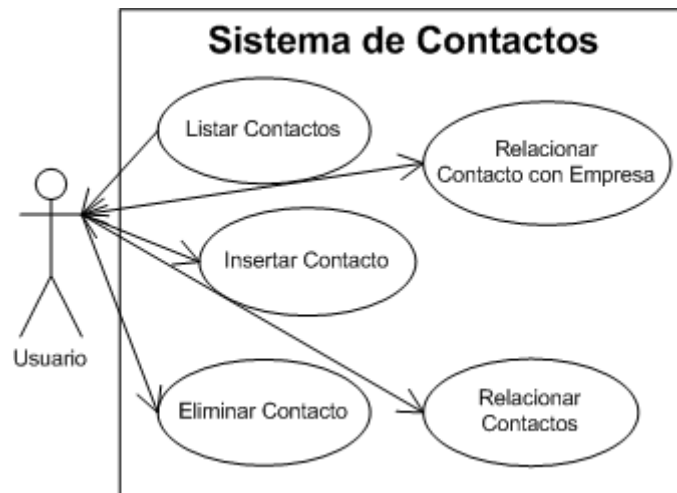 Sistema de Contactos
Listar Contactos
Relacionar
Contacto con Empresa
Insertar Contacto
Usuario
Eliminar Contacto
Relacionar
Contactos